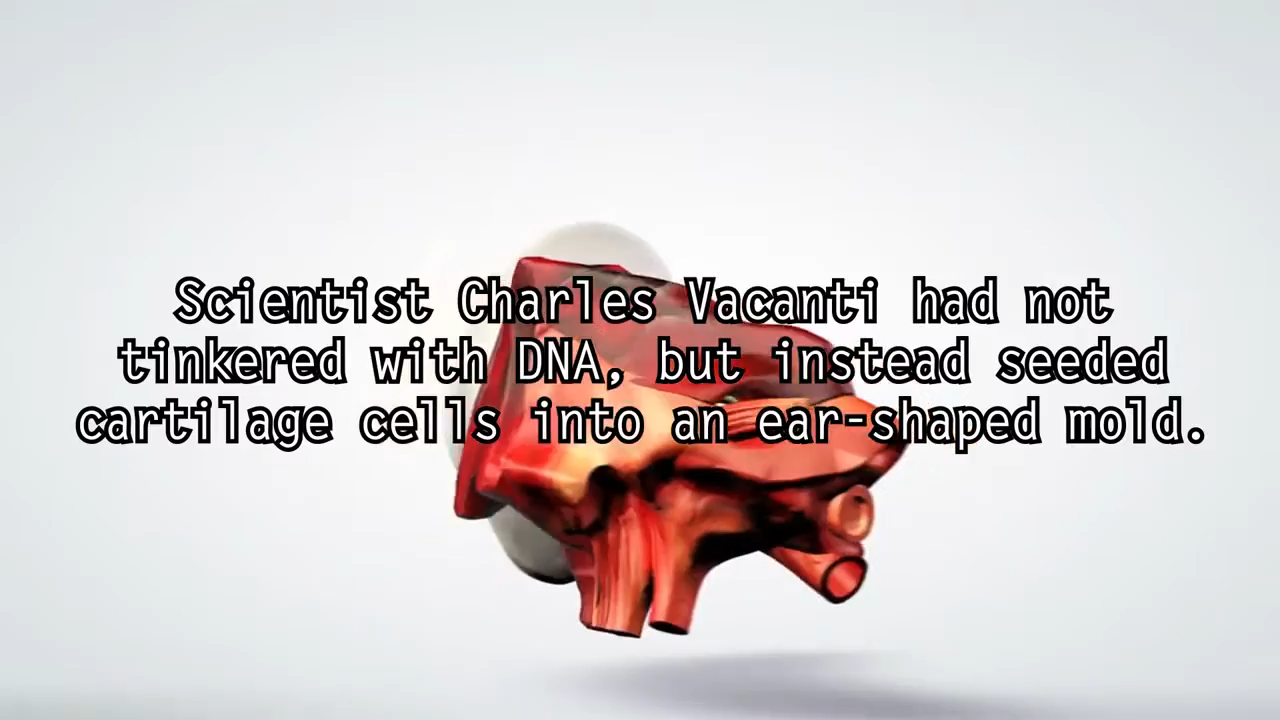 Scientist Charles Vacanti had not
tinkered with DNA, but instead seeded
cartilage cells into an ear-shaped mold.